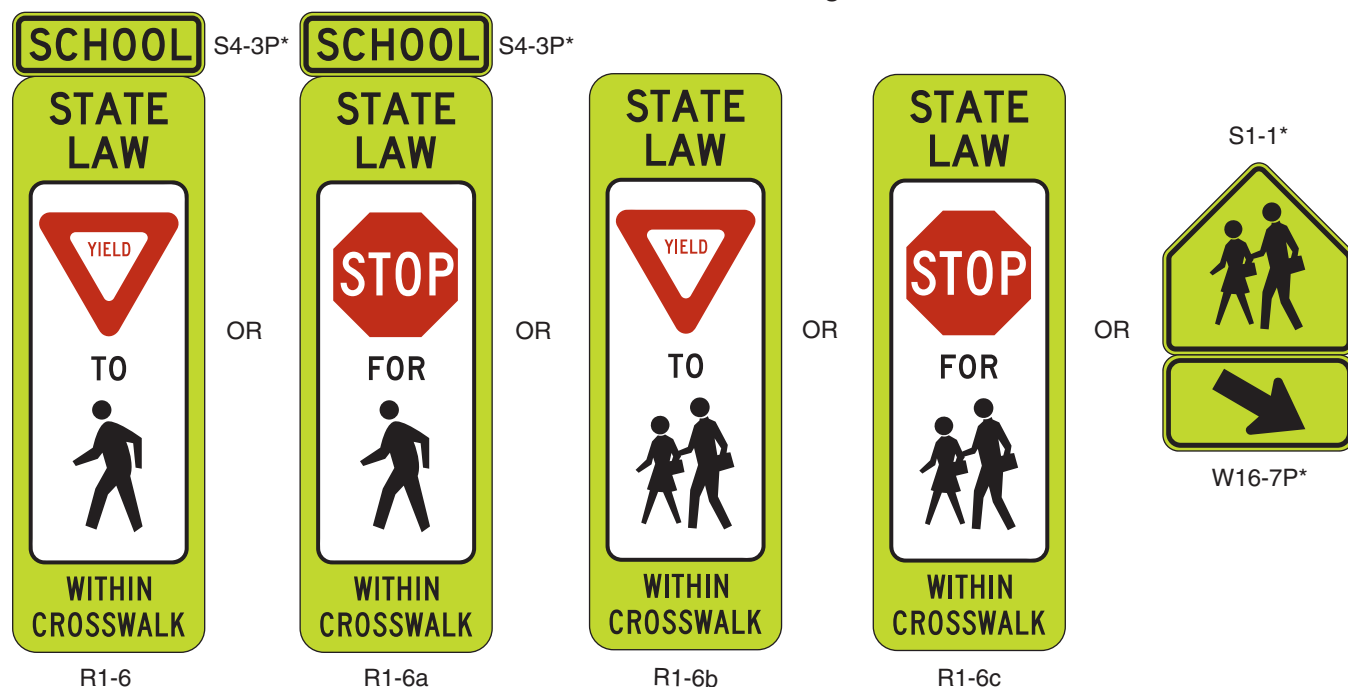 SCHOOL S4-3P*
STATE
LAW
YIELD
TO
WITHIN
CROSSWALK
R1-6
OR
SCHOOL S4-3P*
STATE
LAW
STOP
FOR
WITHIN
CROSSWALK
R1-6a
OR
STATE
LAW
YIELD
TO
WITHIN
CROSSWALK
R1-6b
OR
STATE
LAW
STOP
FOR
WITHIN
CROSSWALK
R1-6c
OR
S1-1*
W16-7P*